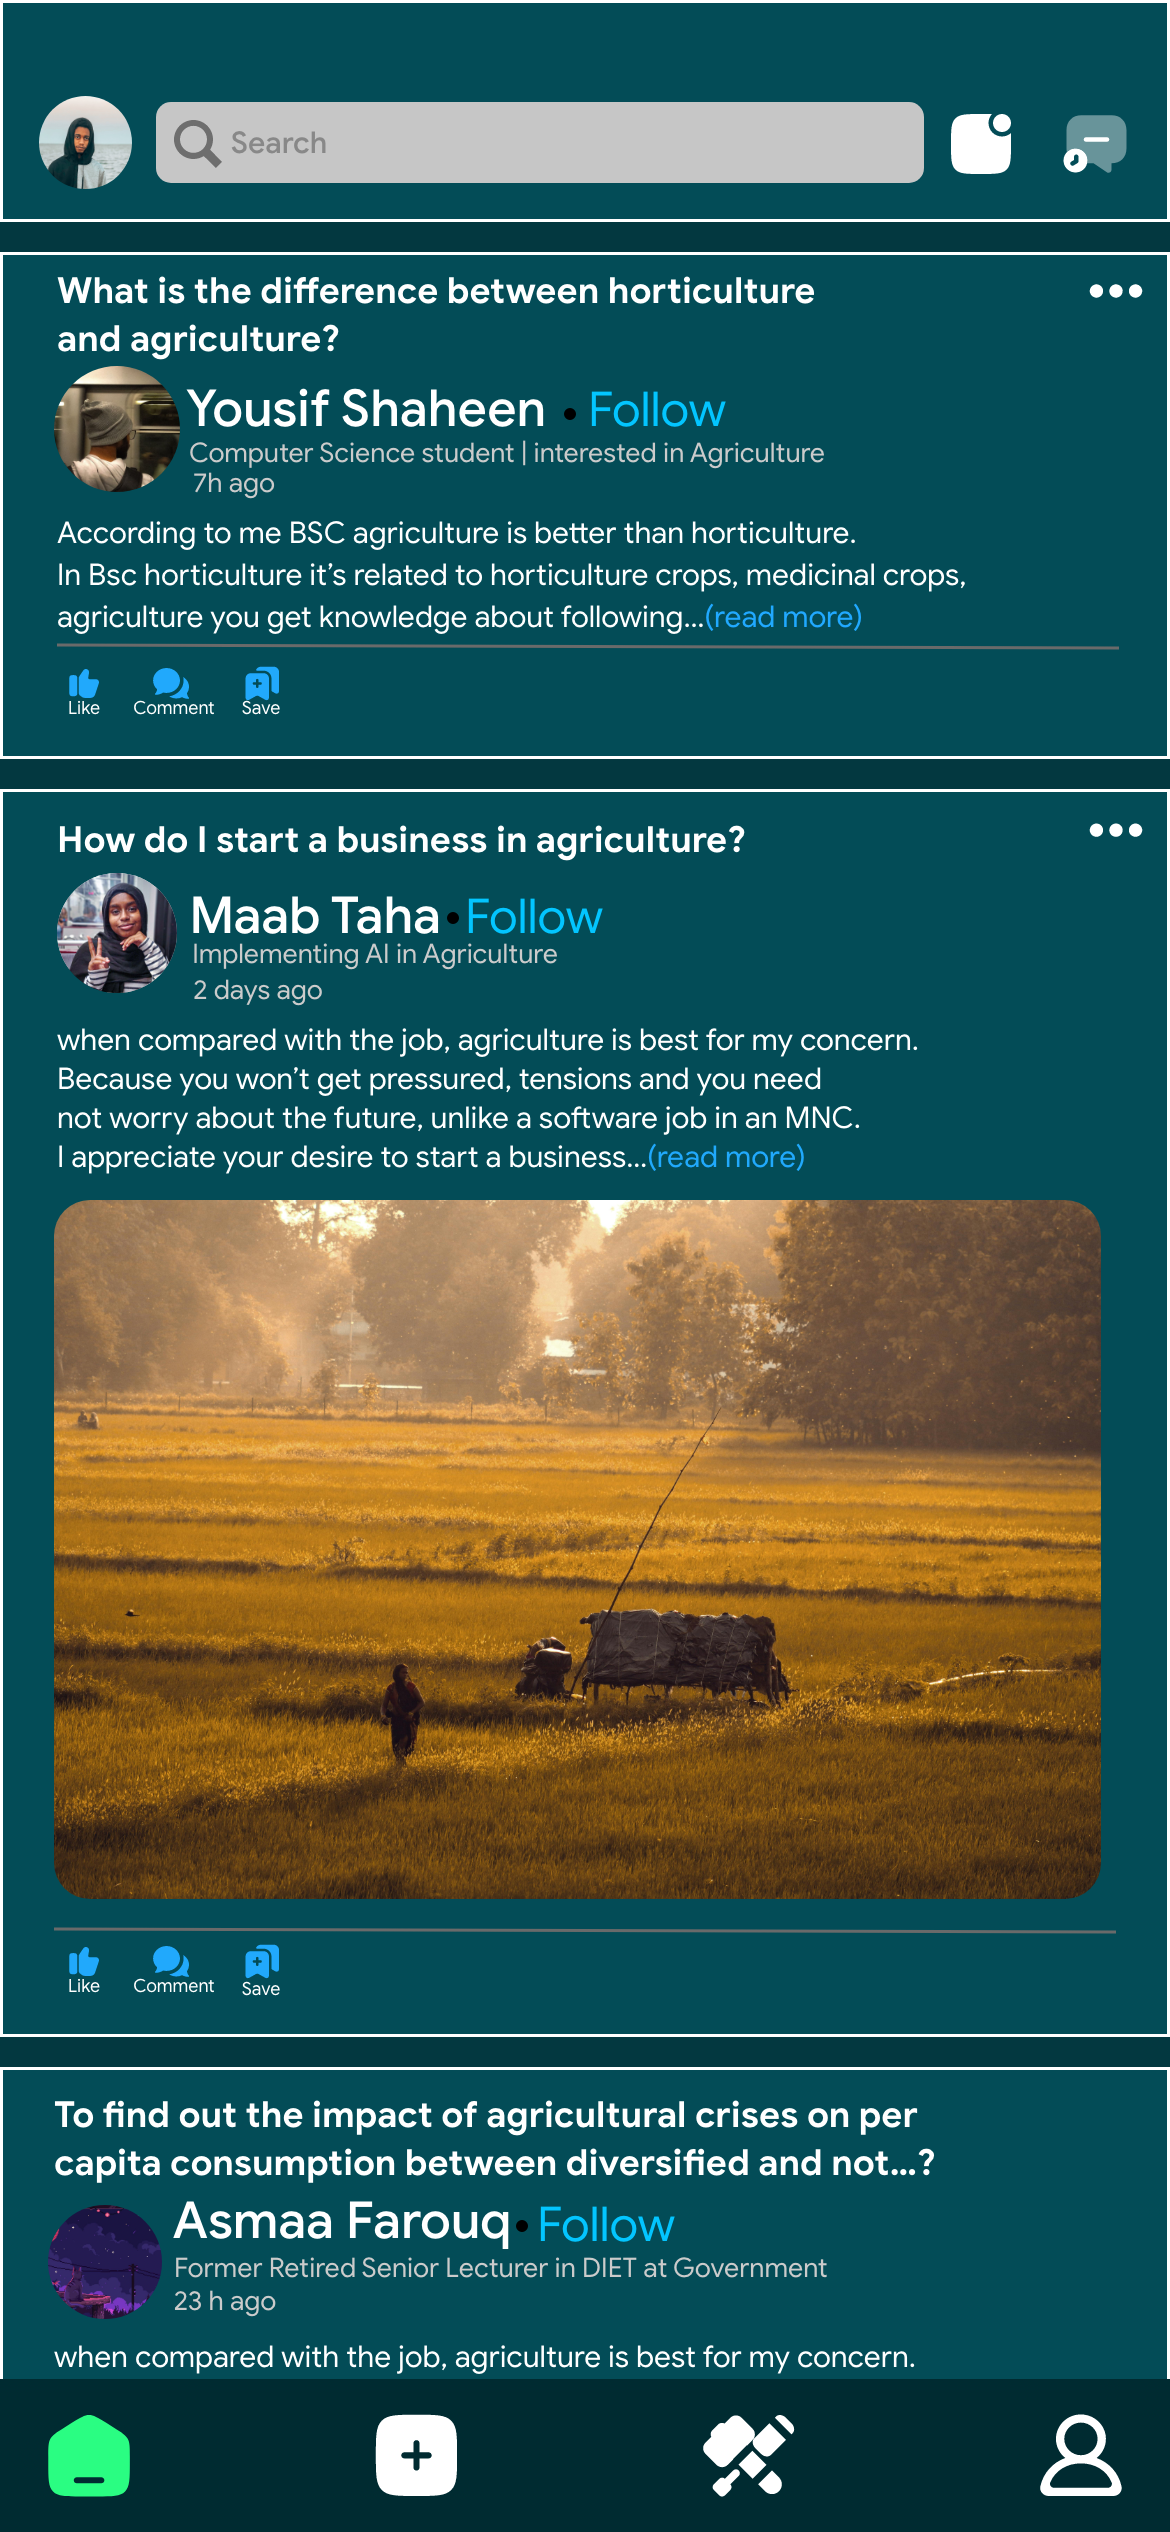 Search
What is the difference between horticulture
and agriculture?
Yousif Shaheen • Follow
Computer Science student | interested in Agriculture
7h ago
According to me BSC agriculture is better than horticulture.
In Bsc horticulture it’s related to horticulture crops, medicinal crops,
agriculture you get knowledge about following...(read more)
Like Comment Save
How do I start a business in agriculture?
Maab Taha • Follow
Implementing AI in Agriculture
2 days ago
when compared with the job, agriculture is best for my concern.
Because you won’t get pressured, tensions and you need
not worry about the future, unlike a software job in an MNC.
I appreciate your desire to start a business...(read more)
Like Comment Save
To find out the impact of agricultural crises on per
capita consumption between diversified and not...?
Asmaa Farouq • Follow
Former Retired Senior Lecturer in DIET at Government
23 h ago
when compared with the job, agriculture is best for my concern.